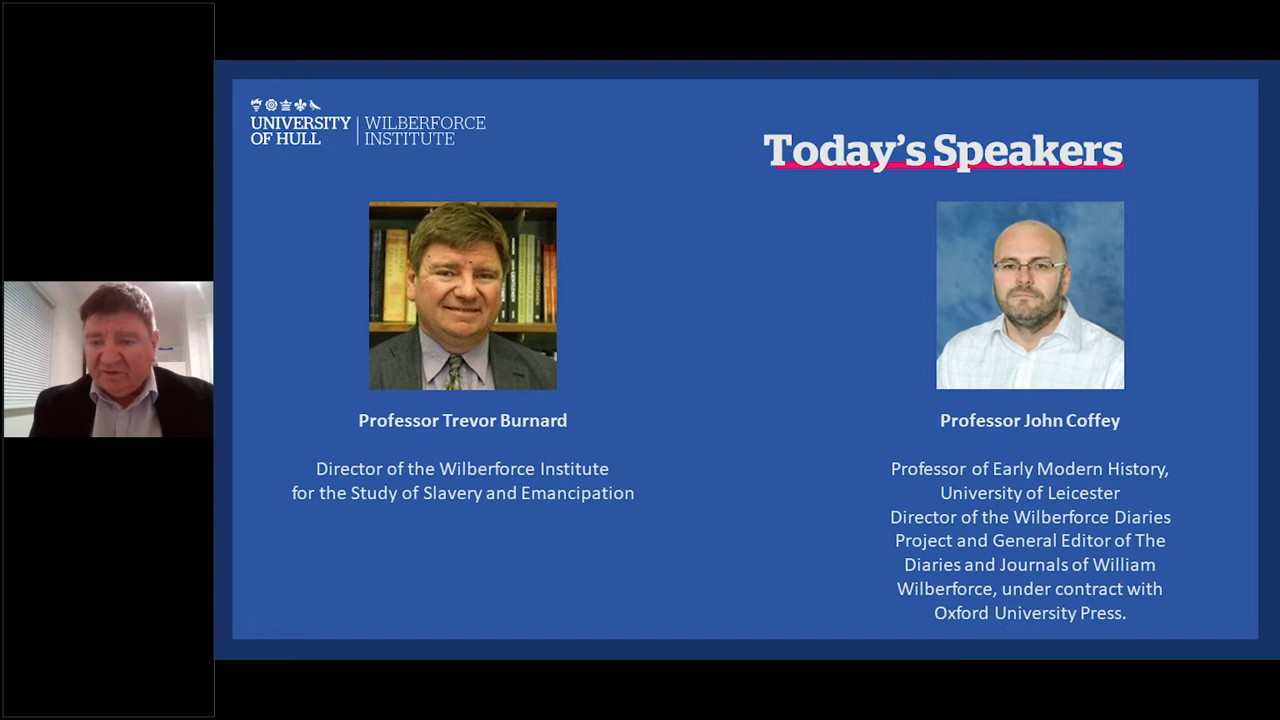 UNIVERSITY
OF HULL
WILBERFORCE
INSTITUTE
Today's Speakers
Professor Trevor Burnard
Director of the Wilberforce Institute
for the Study of Slavery and Emancipation
Professor John Coffey
Professor of Early Modern History,
University of Leicester
Director of the Wilberforce Diaries
Project and General Editor of The
Diaries and Journals of William
Wilberforce, under contract with
Oxford University Press.